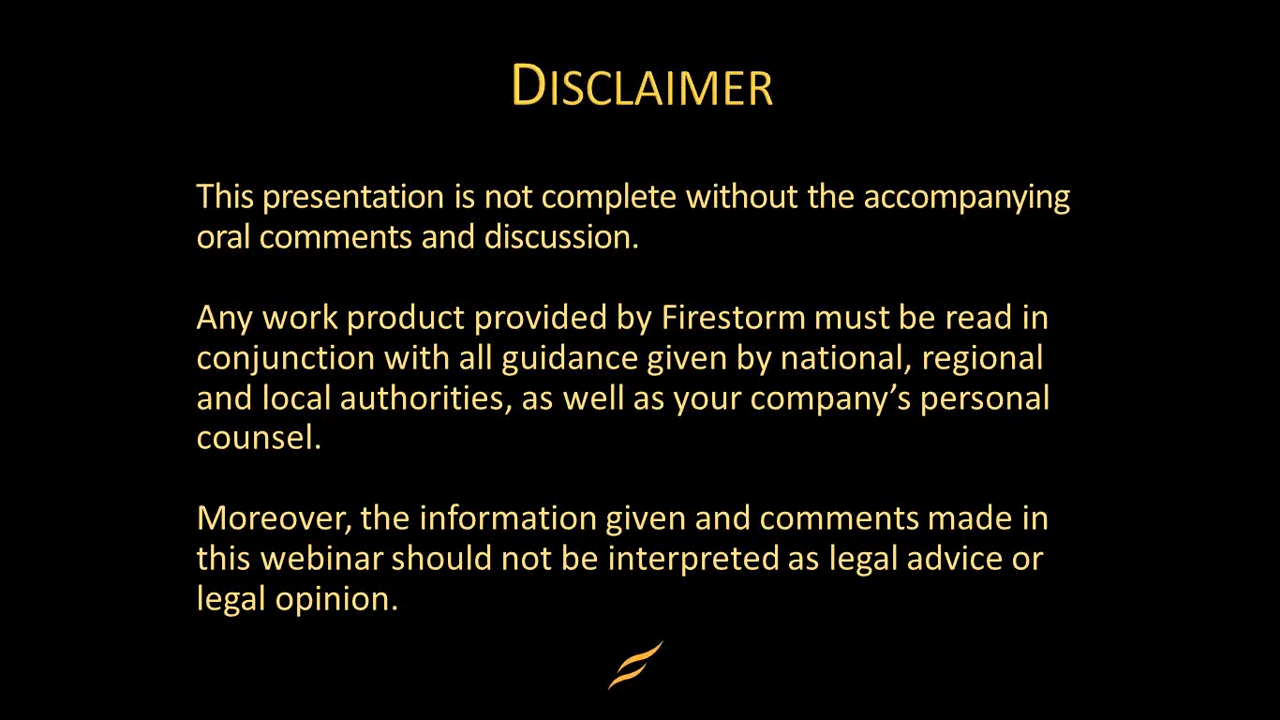 DISCLAIMER
This presentation is not complete without the accompanying
oral comments and discussion.
Any work product provided by Firestorm must be read in
conjunction with all guidance given by national, regional
and local authorities, as well as your company’s personal
counsel.
Moreover, the information given and comments made in
this webinar should not be interpreted as legal advice or
legal opinion.